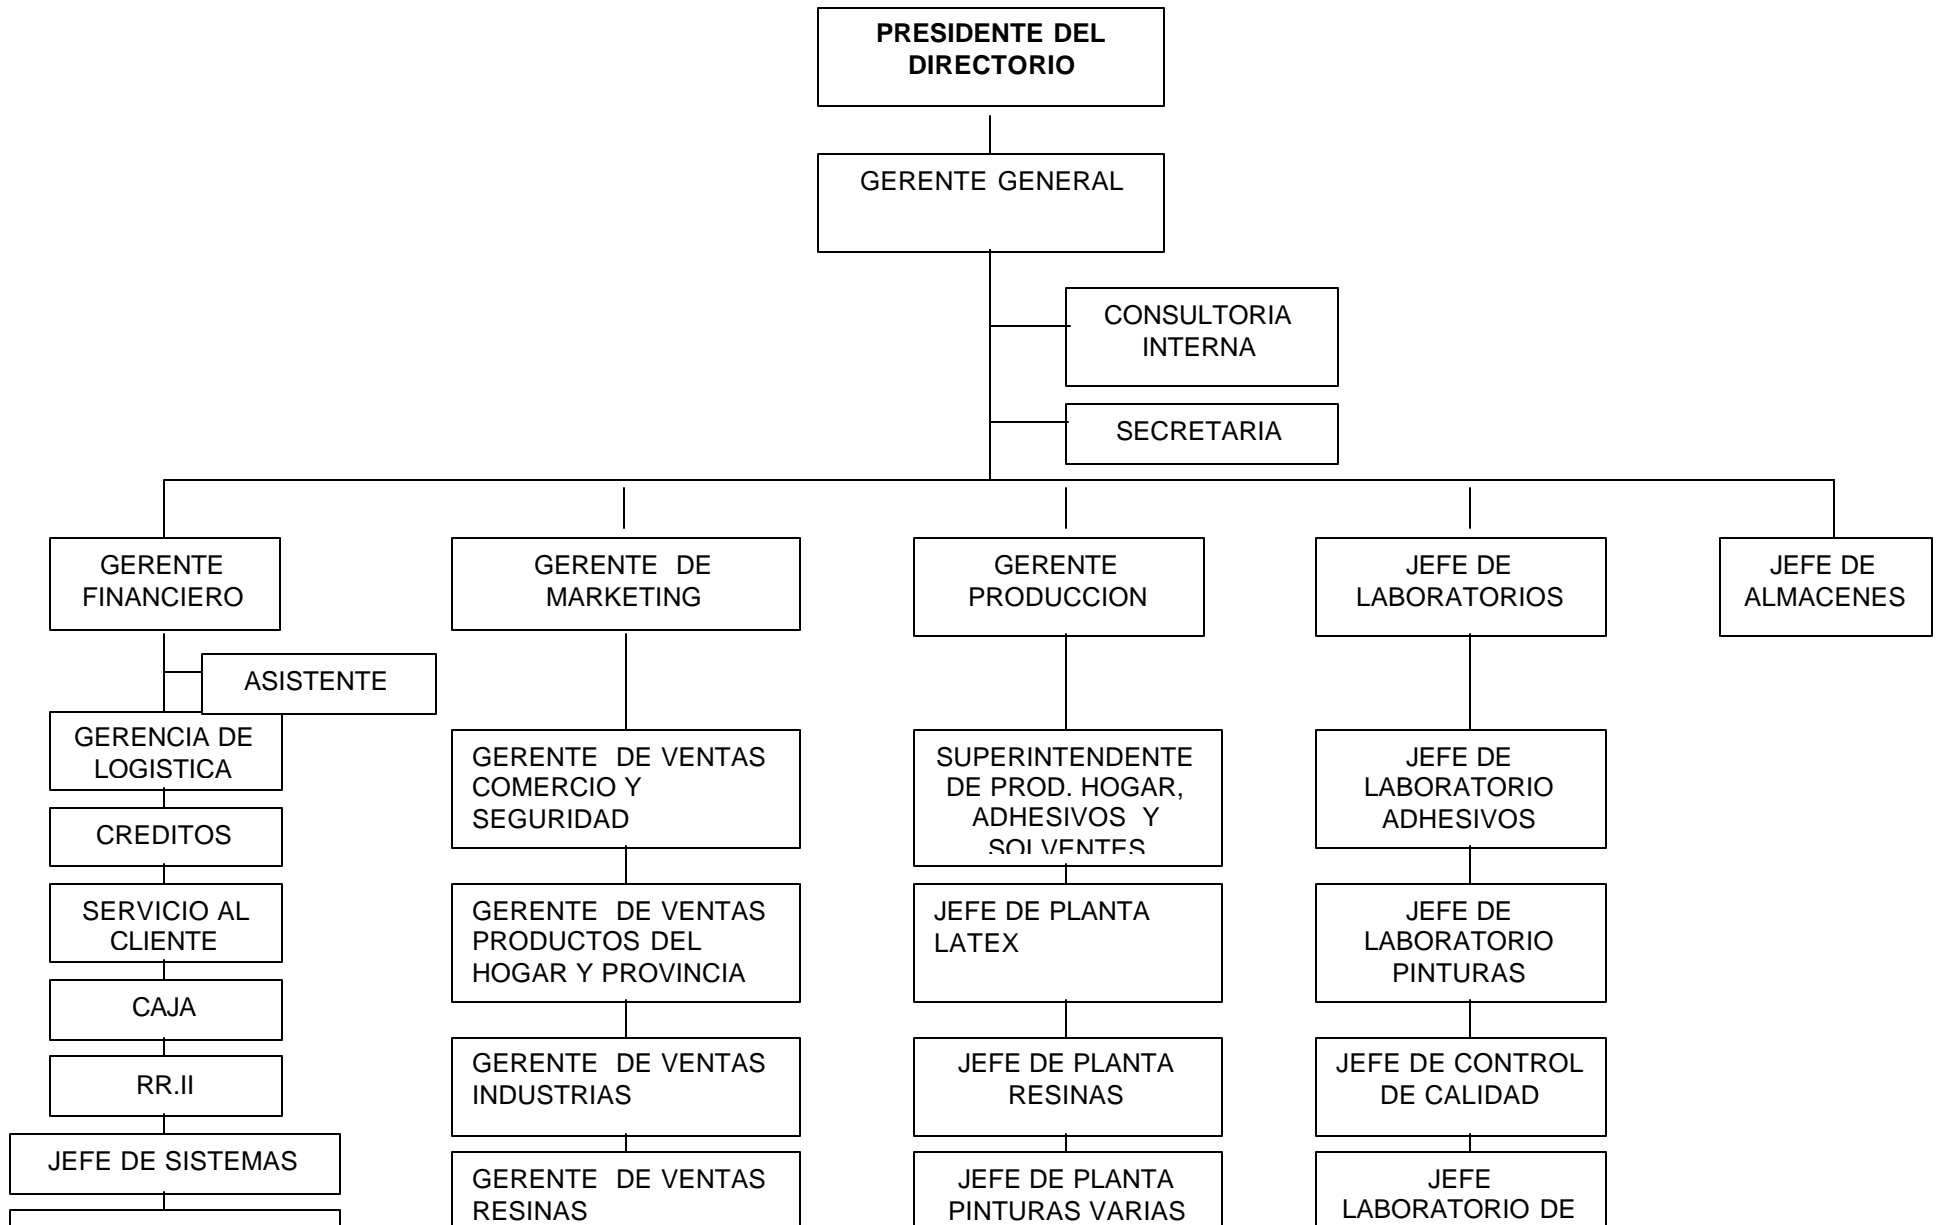 PRESIDENTE DEL
DIRECTORIO
GERENTE GENERAL
CONSULTORIA
INTERNA
SECRETARIA
GERENTE
FINANCIERO
GERENTE DE
MARKETING
GERENTE
PRODUCCION
JEFE DE
LABORATORIOS
JEFE DE
ALMACENES
ASISTENTE
GERENCIA DE
LOGISTICA
CREDITOS
SERVICIO AL
CLIENTE
CAJA
RR.II
JEFE DE SISTEMAS
GERENTE DE VENTAS
COMERCIO Y
SEGURIDAD
GERENTE DE VENTAS
PRODUCTOS DEL
HOGAR Y PROVINCIA
GERENTE DE VENTAS
INDUSTRIAS
GERENTE DE VENTAS
RESINAS
SUPERINTENDENTE
DE PROD. HOGAR,
ADHESIVOS Y
SOLVENTES
JEFE DE PLANTA
LATEX
JEFE DE PLANTA
RESINAS
JEFE DE PLANTA
PINTURAS VARIAS
JEFE DE
LABORATORIO
ADHESIVOS
JEFE DE
LABORATORIO
PINTURAS
JEFE DE CONTROL
DE CALIDAD
JEFE
LABORATORIO DE